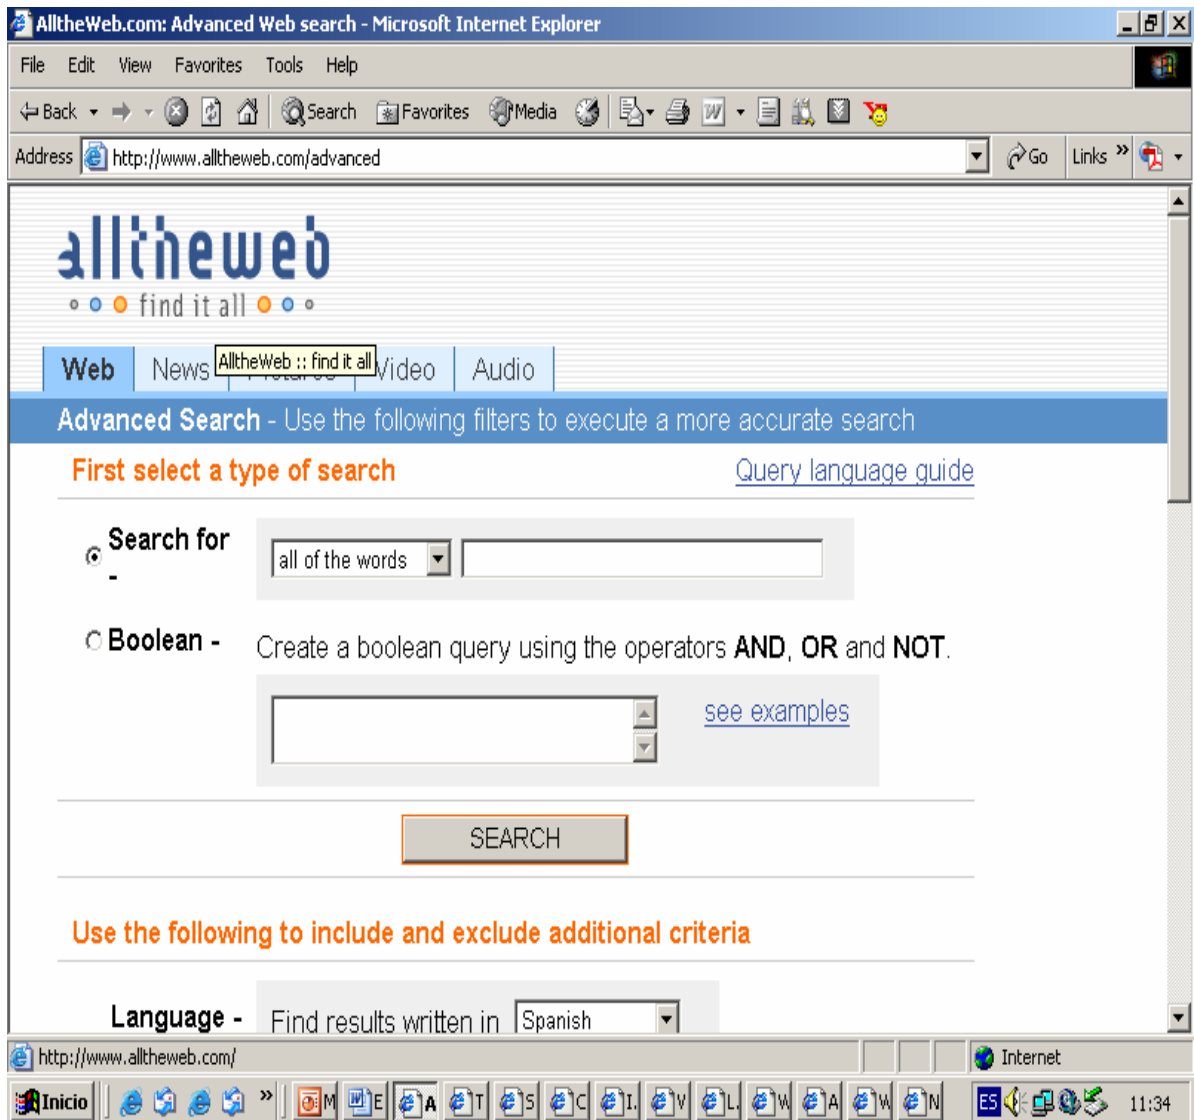 AlltheWeb.com: Advanced Web search - Microsoft Internet Explorer
File Edit View Favorites Tools Help
Back Search Favorites Media
Address http://www.alltheweb.com/advanced Go Links »
alltheweb
find it all
Web News Video Audio
AlltheWeb :: find it all
Advanced Search - Use the following filters to execute a more accurate search
First select a type of search Query language guide
Search for
- all of the words
Boolean - Create a boolean query using the operators AND, OR and NOT.
see examples
SEARCH
Use the following to include and exclude additional criteria
Language - Find results written in Spanish
http://www.alltheweb.com/ Internet
Inicio » M E A T S C I. V L. W A W N ES 11:34